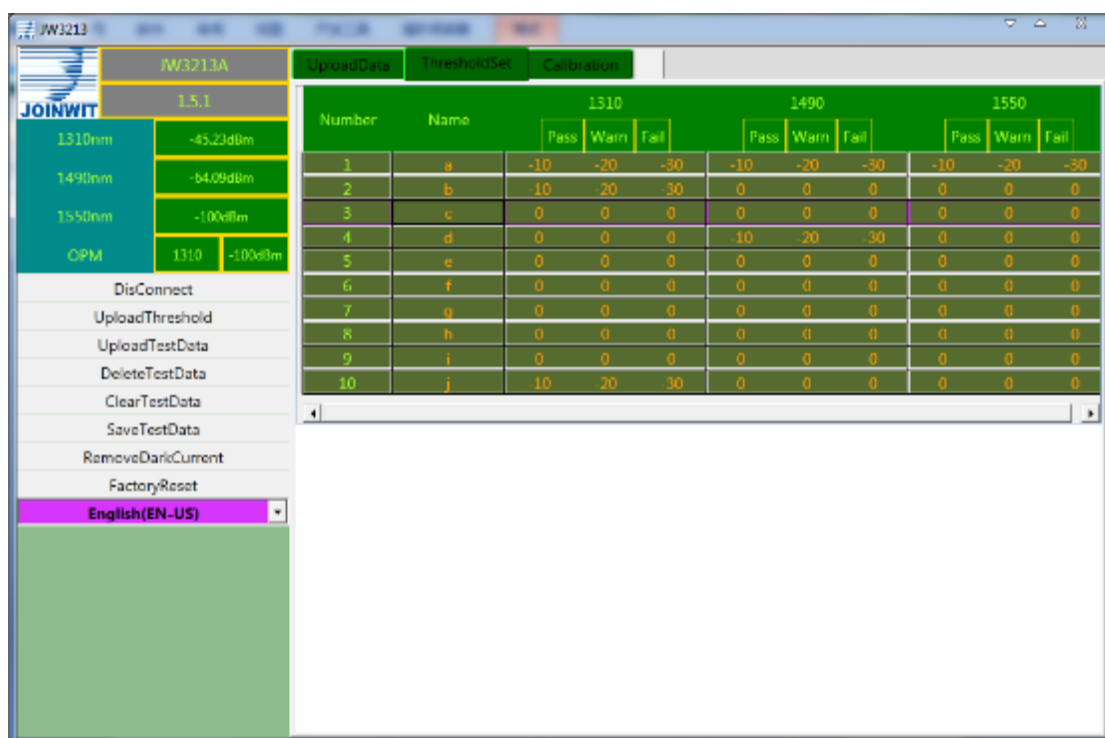 JW3213
JOINWIT
JW3213A
1.5.1
1310nm -45.23dBm
1490nm -64.09dBm
1550nm -100dBm
OPM 1310 -100dBm
DisConnect
UploadThreshold
UploadTestData
DeleteTestData
ClearTestData
SaveTestData
RemoveDarkCurrent
FactoryReset
English(EN-US)
UploadData ThresholdSet Calibration
Number Name 1310 1490 1550
Pass Warn Fail Pass Warn Fail Pass Warn Fail
1 a -10 -20 -30 -10 -20 -30 -10 -20 -30
2 b -10 -20 -30 0 0 0 0 0 0
3 c 0 0 0 0 0 0 0 0 0
4 d 0 0 0 -10 -20 -30 0 0 0
5 e 0 0 0 0 0 0 0 0 0
6 f 0 0 0 0 0 0 0 0 0
7 g 0 0 0 0 0 0 0 0 0
8 h 0 0 0 0 0 0 0 0 0
9 i 0 0 0 0 0 0 0 0 0
10 j -10 -20 -30 0 0 0 0 0 0